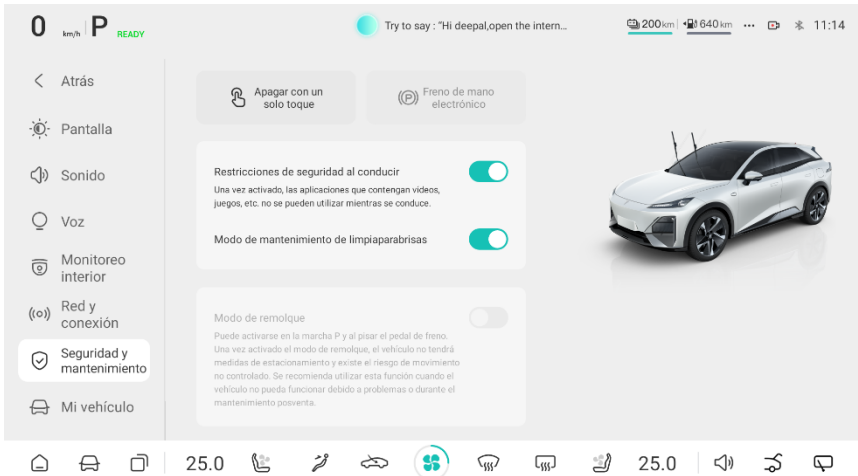 0 km/h P READY
Try to say : "Hi deepal,open the intern...
200km 640km ... 11:14
Atrás
Pantalla
Sonido
Voz
Monitoreo
interior
Red y
conexión
Seguridad y
mantenimiento
Mi vehículo
Apagar con un
solo toque
Freno de mano
electrónico
Restricciones de seguridad al conducir
Una vez activado, las aplicaciones que contengan videos,
juegos, etc. no se pueden utilizar mientras se conduce.
Modo de mantenimiento de limpiaparabrisas
Modo de remolque
Puede activarse en la marcha P y al pisar el pedal de freno.
Una vez activado el modo de remolque, el vehículo no tendrá
medidas de estacionamiento y existe el riesgo de movimiento
no controlado. Se recomienda utilizar esta función cuando el
vehículo no pueda funcionar debido a problemas o durante el
mantenimiento posventa.
25.0
25.0